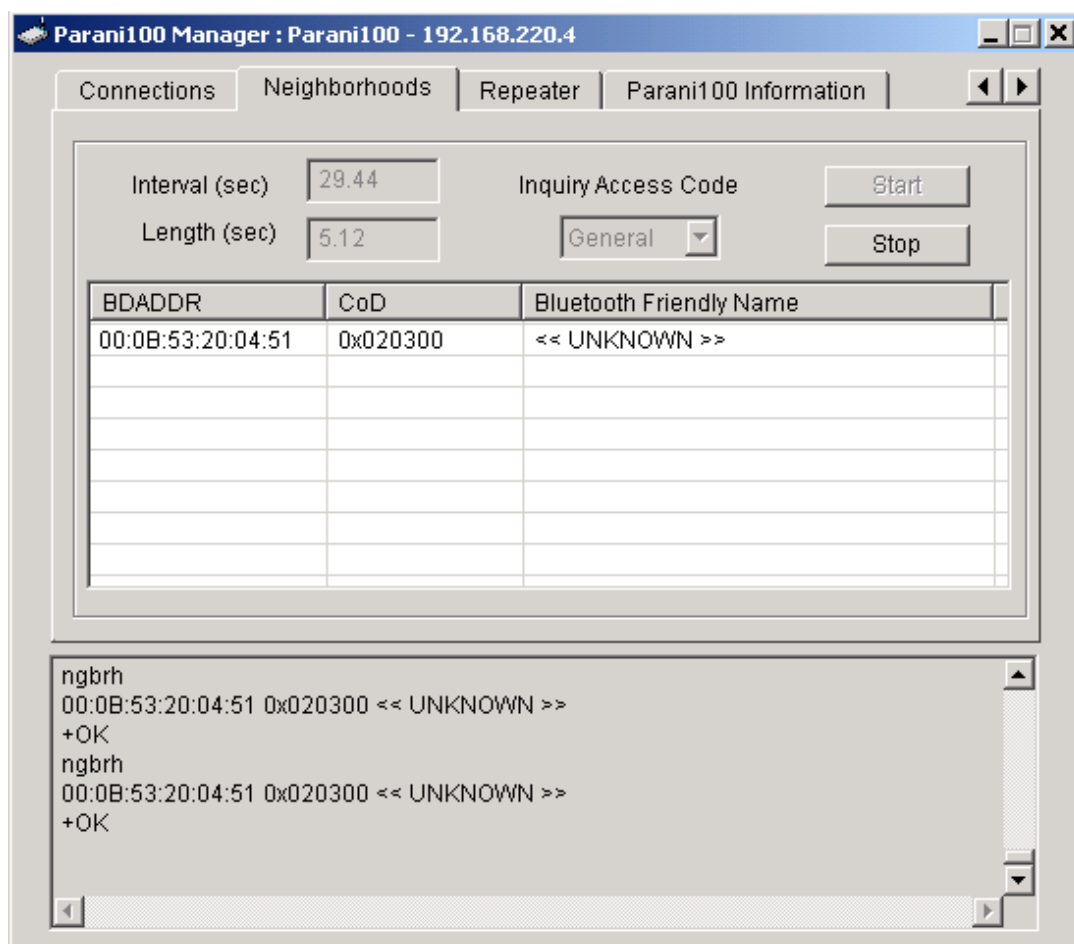 Parani100 Manager : Parani100 - 192.168.220.4
Connections Neighborhoods Repeater Parani100 Information
Interval (sec) 29.44 Inquiry Access Code Start
Length (sec) 5.12 General Stop
BDADDR CoD Bluetooth Friendly Name
00:0B:53:20:04:51 0x020300 << UNKNOWN >>
ngbrh
00:0B:53:20:04:51 0x020300 << UNKNOWN >>
+OK
ngbrh
00:0B:53:20:04:51 0x020300 << UNKNOWN >>
+OK